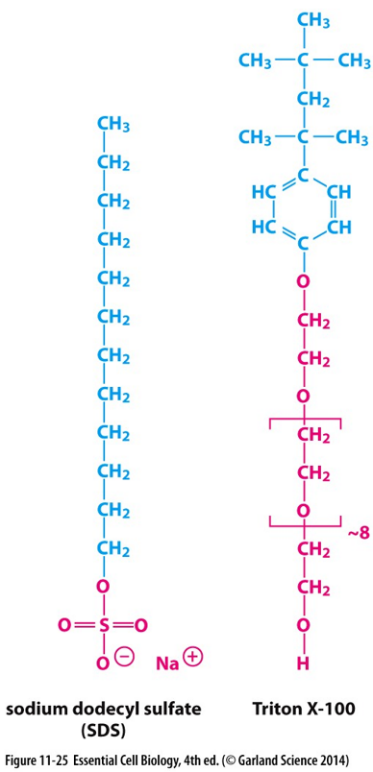 CH₃
CH₂
CH₂
CH₂
CH₂
CH₂
CH₂
CH₂
CH₂
CH₂
CH₂
CH₂
O
O=S=O
O⊖ Na⊕
sodium dodecyl sulfate
(SDS)
CH₃
CH₃—C—CH₃
CH₂
CH₃—C—CH₃
C
HC CH
HC CH
C
O
CH₂
CH₂
O
CH₂
CH₂
O
~8
CH₂
CH₂
O
H
Triton X-100
Figure 11-25 Essential Cell Biology, 4th ed. (© Garland Science 2014)